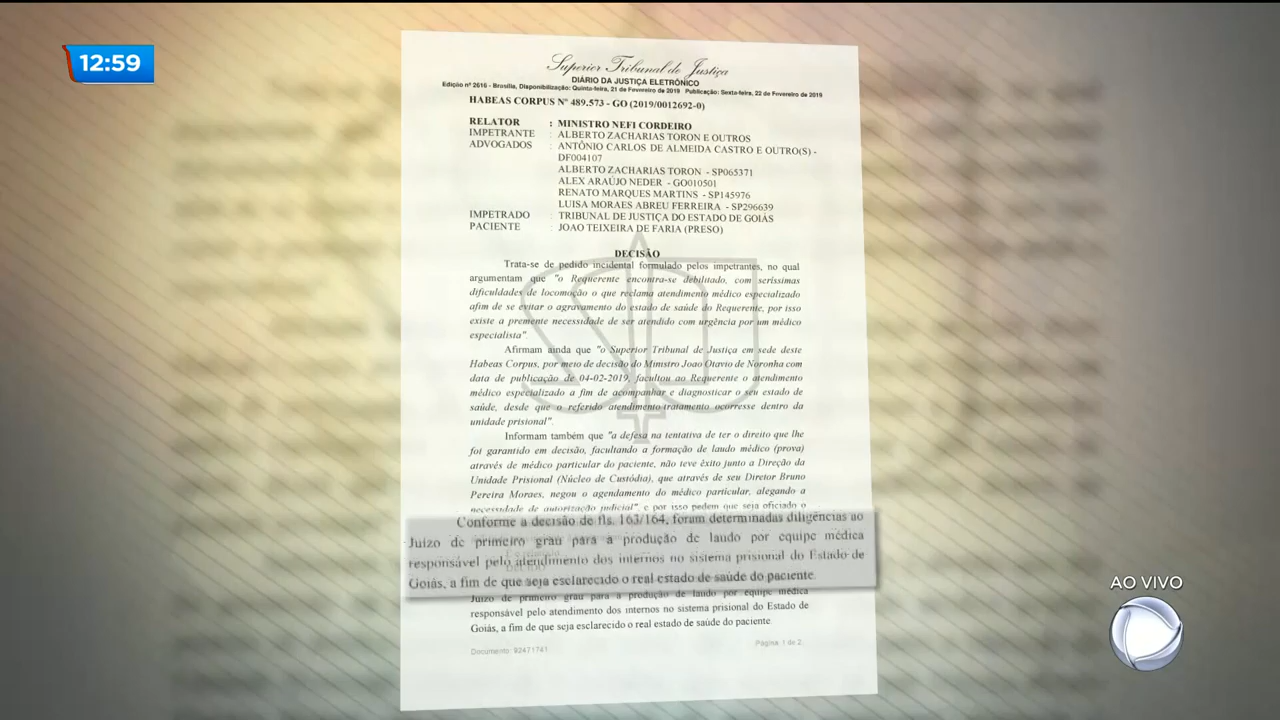 12:59
Superior Tribunal de Justiça
DIÁRIO DA JUSTIÇA ELETRÔNICO
Edição nº 2616 - Brasília, Disponibilização: Quinta-feira, 21 de Fevereiro de 2019 Publicação: Sexta-feira, 22 de Fevereiro de 2019
HABEAS CORPUS Nº 489.573 - GO (2019/0012692-0)
RELATOR : MINISTRO NEFI CORDEIRO
IMPETRANTE : ALBERTO ZACHARIAS TORON E OUTROS
ADVOGADOS : ANTÔNIO CARLOS DE ALMEIDA CASTRO E OUTRO(S) -
DF004107
ALBERTO ZACHARIAS TORON - SP065371
ALEX ARAÚJO NEDER - GO010501
RENATO MARQUES MARTINS - SP145976
LUISA MORAES ABREU FERREIRA - SP296639
IMPETRADO : TRIBUNAL DE JUSTIÇA DO ESTADO DE GOIÁS
PACIENTE : JOAO TEIXEIRA DE FARIA (PRESO)
DECISÃO
Trata-se de pedido incidental formulado pelos impetrantes, no qual
argumentam que "o Requerente encontra-se debilitado, com seríssimas
dificuldades de locomoção o que reclama atendimento médico especializado
afim de se evitar o agravamento do estado de saúde do Requerente, por isso
existe a premente necessidade de ser atendido com urgência por um médico
especialista".
Afirmam ainda que "o Superior Tribunal de Justiça em sede deste
Habeas Corpus, por meio de decisão do Ministro Joao Otavio de Noronha com
data de publicação de 04-02-2019, facultou ao Requerente o atendimento
médico especializado a fim de acompanhar e diagnosticar o seu estado de
saúde, desde que o referido atendimento-tratamento ocorresse dentro da
unidade prisional".
Informam também que "a defesa na tentativa de ter o direito que lhe
foi garantido em decisão, facultando a formação de laudo médico (prova)
através de médico particular do paciente, não teve êxito junto a Direção da
Unidade Prisional (Núcleo de Custódia), que através de seu Diretor Bruno
Pereira Moraes, negou o agendamento do médico particular, alegando a
necessidade de autorização judicial", e por isso pedem que seja oficiado o
Conforme a decisão de fls. 163/164, foram determinadas diligências ao
Juízo de primeiro grau para a produção de laudo por equipe médica
responsável pelo atendimento dos internos no sistema prisional do Estado de
Goiás, a fim de que seja esclarecido o real estado de saúde do paciente.
Juízo de primeiro grau para a produção de laudo por equipe médica
responsável pelo atendimento dos internos no sistema prisional do Estado de
Goiás, a fim de que seja esclarecido o real estado de saúde do paciente.
Documento: 92471741 Página 1 de 2
AO VIVO